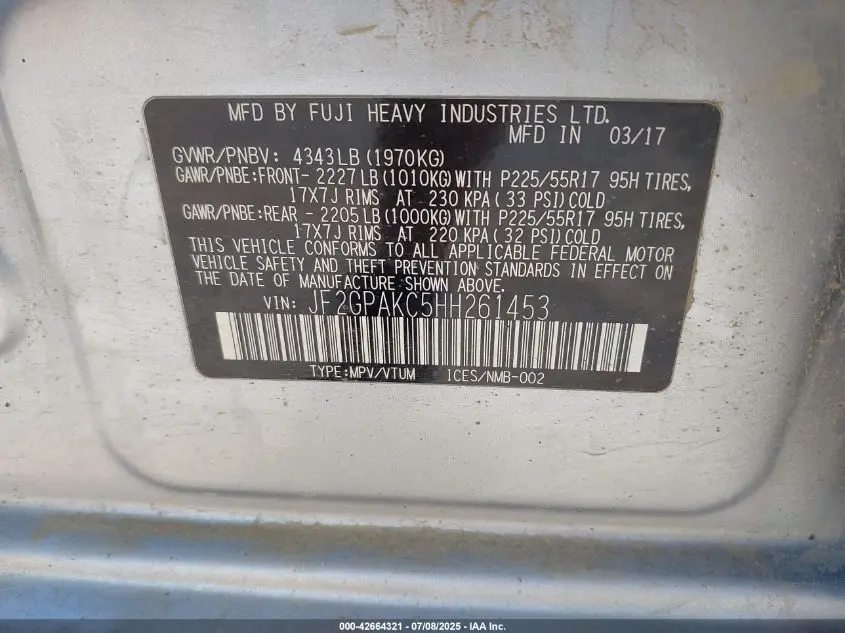 MFD BY FUJI HEAVY INDUSTRIES LTD.
MFD IN 03/17
GVWR/PNBV: 4343LB(1970KG)
GAWR/PNBE:FRONT- 2227LB(1010KG)WITH P225/55R17 95H TIRES,
17X7J RIMS AT 230 KPA(33 PSI)COLD
GAWR/PNBE:REAR - 2205LB(1000KG)WITH P225/55R17 95H TIRES,
17X7J RIMS AT 220 KPA(32 PSI)COLD
THIS VEHICLE CONFORMS TO ALL APPLICABLE FEDERAL MOTOR
VEHICLE SAFETY AND THEFT PREVENTION STANDARDS IN EFFECT ON
THE DATE OF MANUFACTURE SHOWN ABOVE.
VIN: JF2GPAKC5HH261453
TYPE:MPV/VTUM ICES/NMB-002
000-42664321 - 07/08/2025 - IAA Inc.